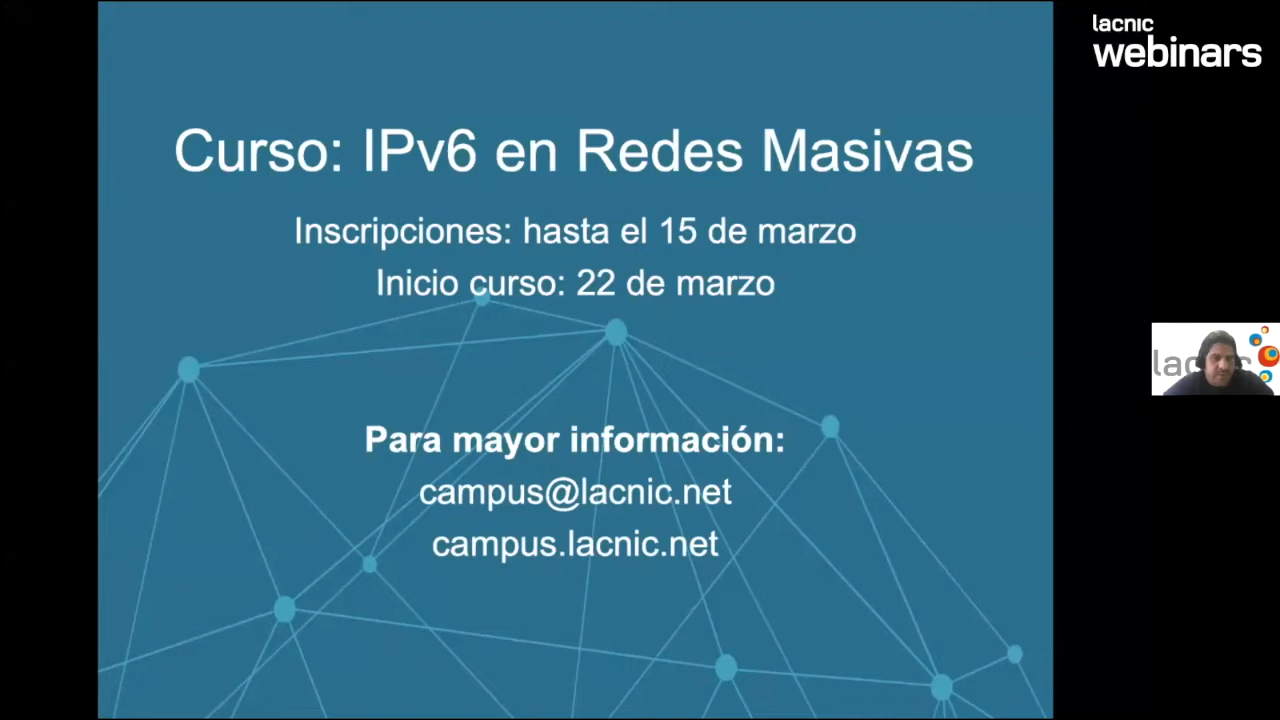 lacnic
webinars
Curso: IPv6 en Redes Masivas
Inscripciones: hasta el 15 de marzo
Inicio curso: 22 de marzo
Para mayor información:
campus@lacnic.net
campus.lacnic.net